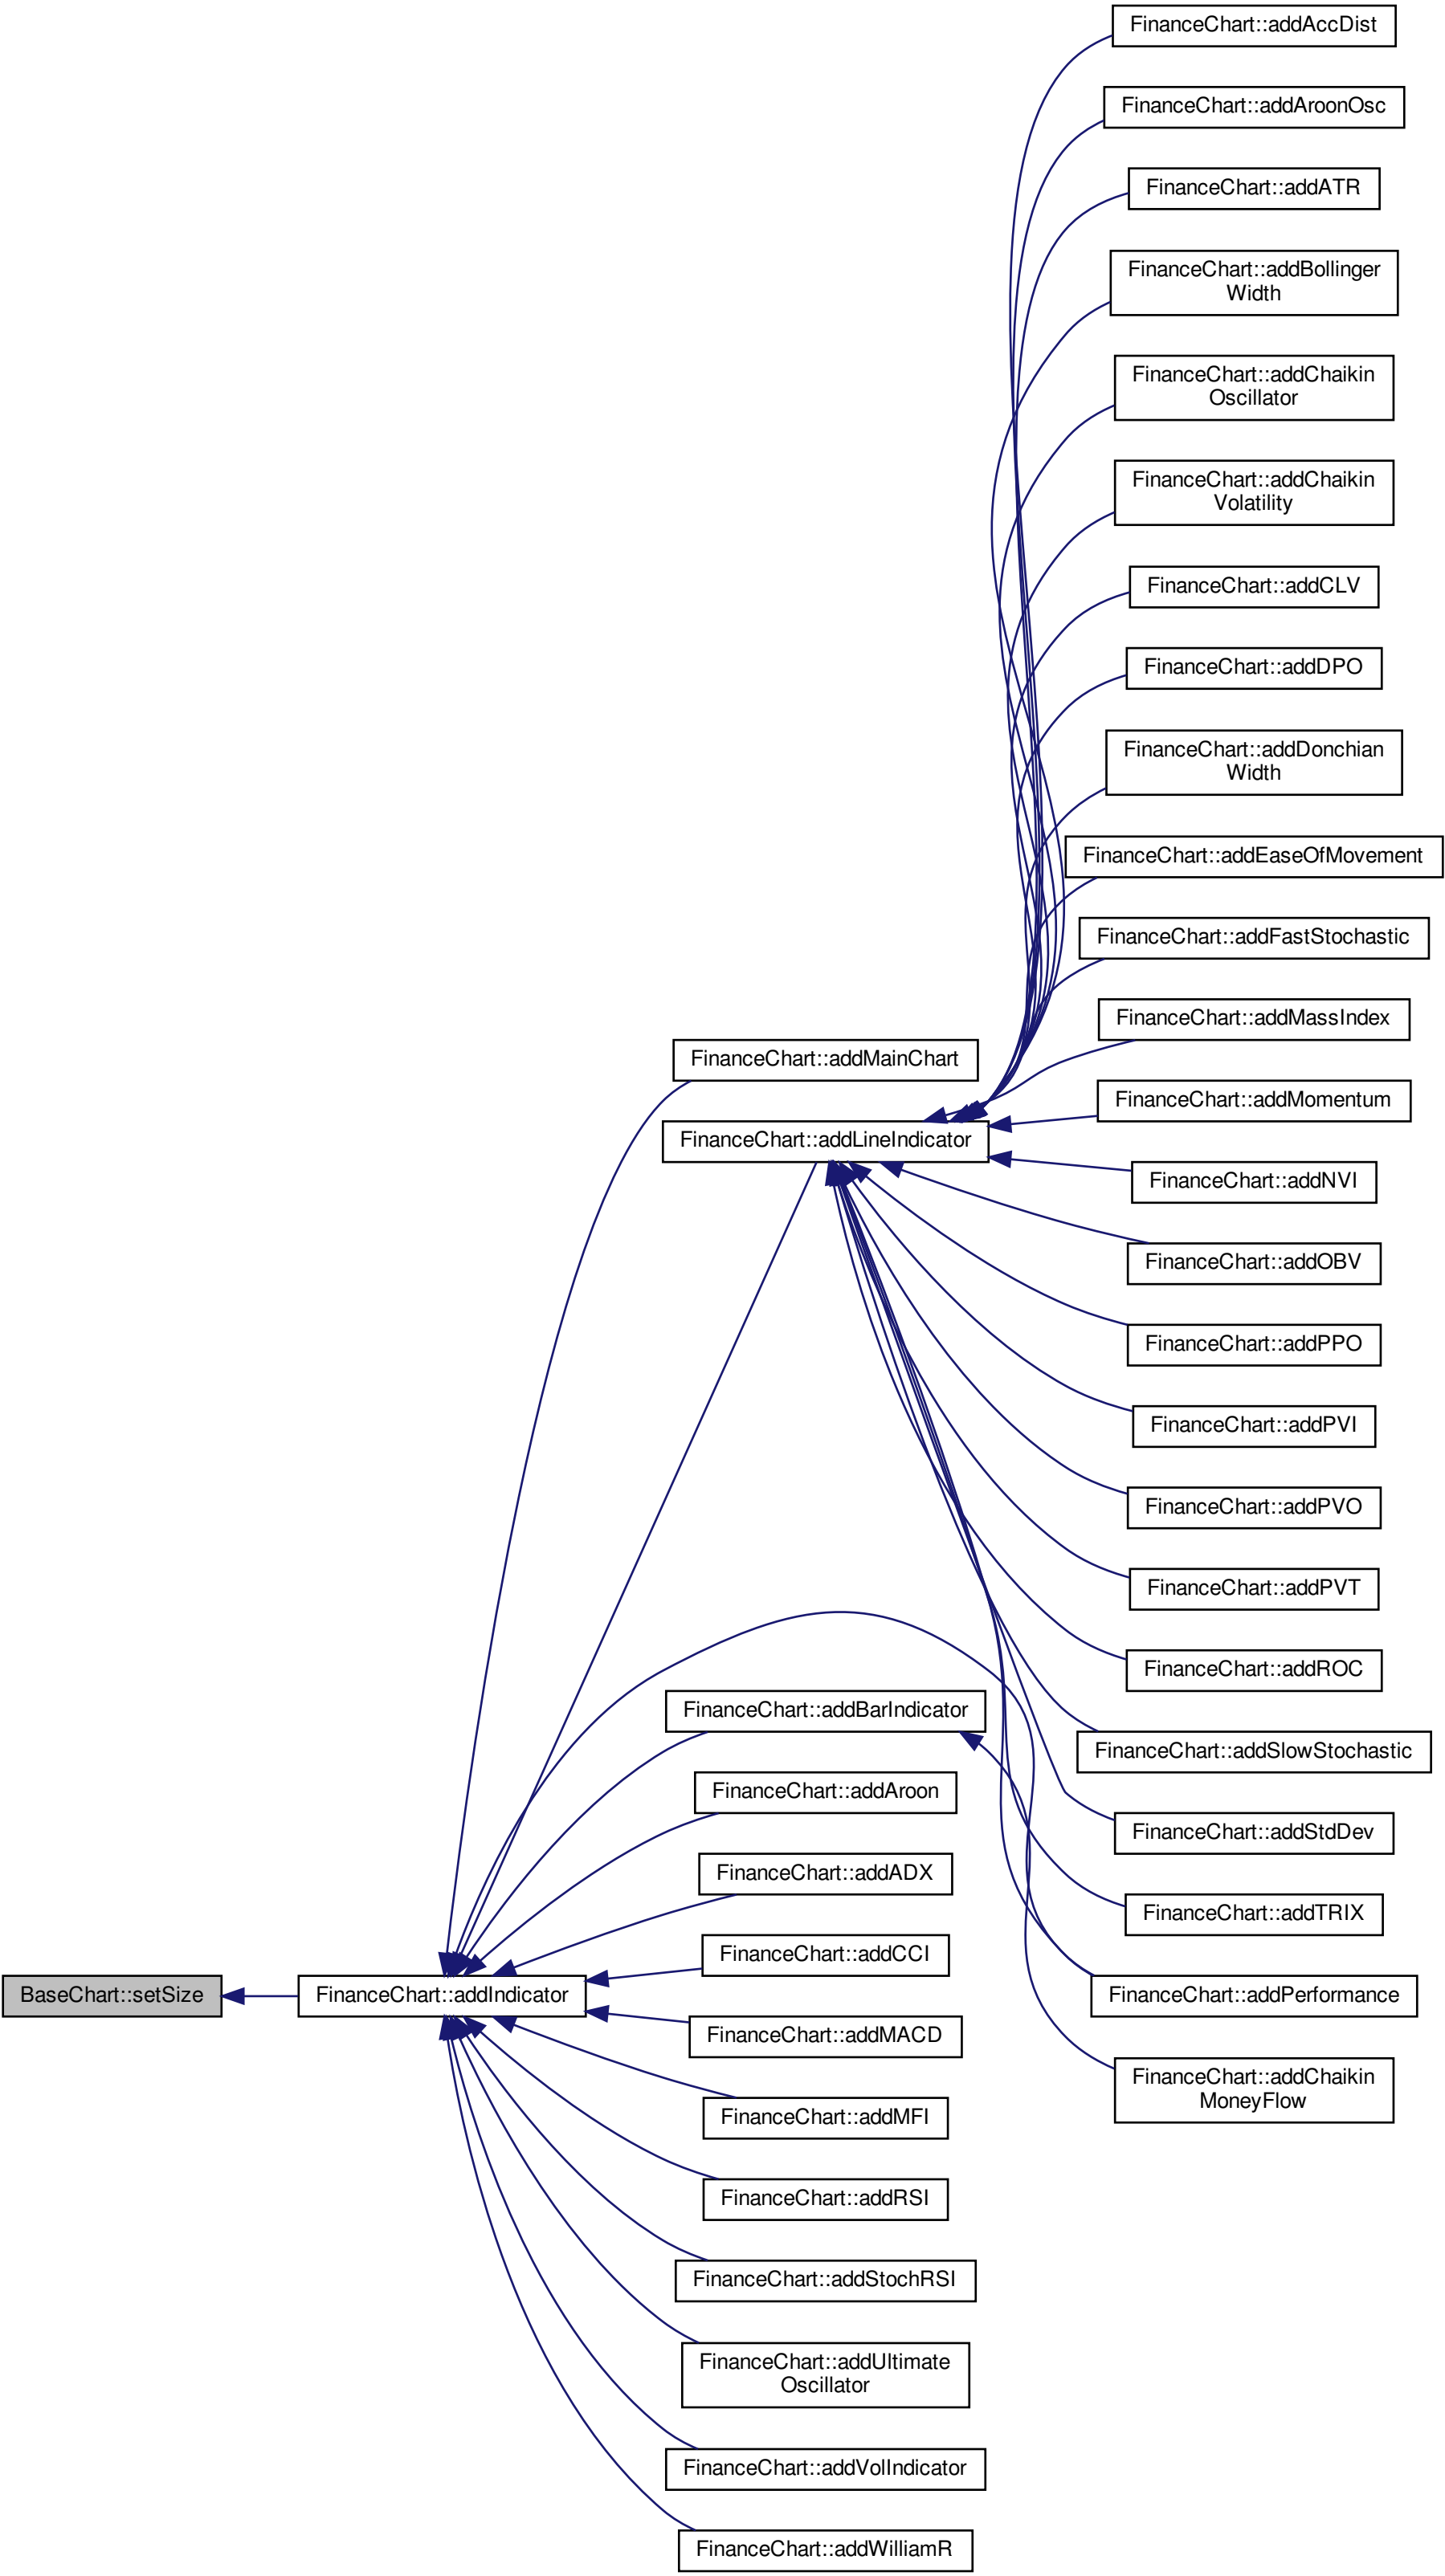 FinanceChart::addAccDist
FinanceChart::addAroonOsc
FinanceChart::addATR
FinanceChart::addBollinger
Width
FinanceChart::addChaikin
Oscillator
FinanceChart::addChaikin
Volatility
FinanceChart::addCLV
FinanceChart::addDPO
FinanceChart::addDonchian
Width
FinanceChart::addEaseOfMovement
FinanceChart::addFastStochastic
FinanceChart::addMassIndex
FinanceChart::addMainChart
FinanceChart::addMomentum
FinanceChart::addLineIndicator
FinanceChart::addNVI
FinanceChart::addOBV
FinanceChart::addPPO
FinanceChart::addPVI
FinanceChart::addPVO
FinanceChart::addPVT
FinanceChart::addROC
FinanceChart::addBarIndicator
FinanceChart::addSlowStochastic
FinanceChart::addAroon
FinanceChart::addStdDev
FinanceChart::addADX
FinanceChart::addTRIX
FinanceChart::addCCI
BaseChart::setSize
FinanceChart::addIndicator
FinanceChart::addPerformance
FinanceChart::addMACD
FinanceChart::addChaikin
MoneyFlow
FinanceChart::addMFI
FinanceChart::addRSI
FinanceChart::addStochRSI
FinanceChart::addUltimate
Oscillator
FinanceChart::addVolIndicator
FinanceChart::addWilliamR